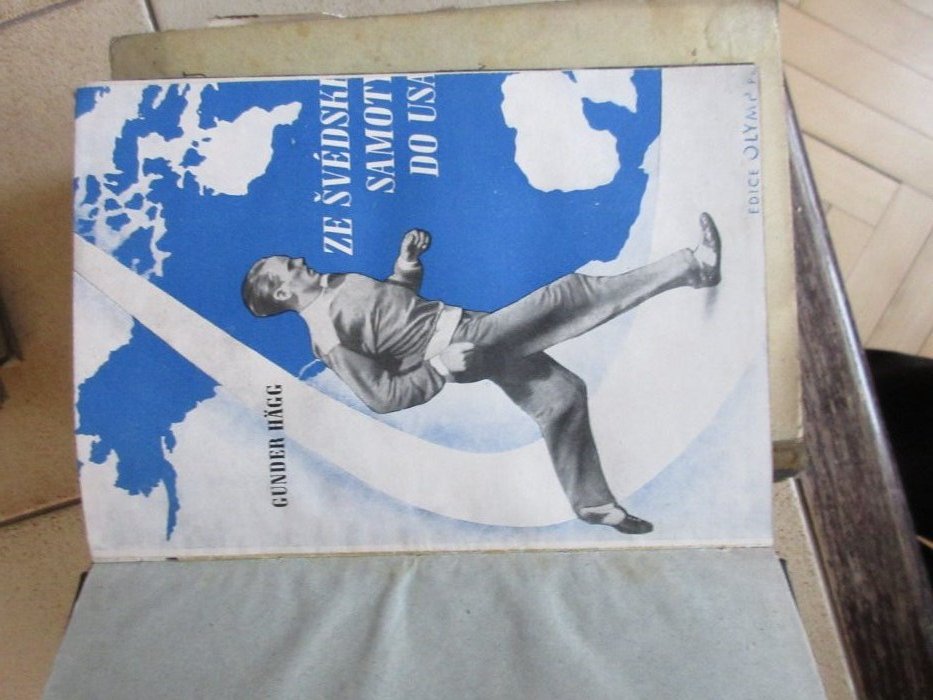 GUNDER HÄGG
ZE ŠVÉDSKÉ
SAMOTY
DO USA
EDICE OLYMP